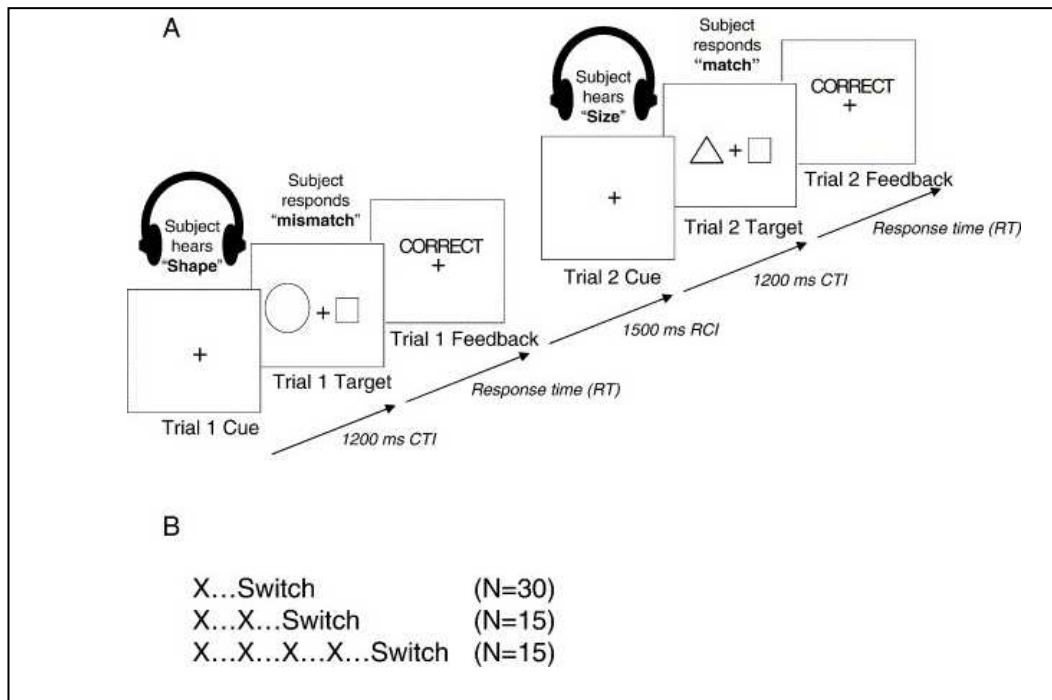 A
Subject
hears
"Shape"
+
Trial 1 Cue
Subject
responds
"mismatch"
+
Trial 1 Target
CORRECT
+
Trial 1 Feedback
Subject
hears
"Size"
+
Trial 2 Cue
Subject
responds
"match"
+
Trial 2 Target
CORRECT
+
Trial 2 Feedback
1200 ms CTI
Response time (RT)
1500 ms RCI
1200 ms CTI
Response time (RT)
B
X...Switch (N=30)
X...X...Switch (N=15)
X...X...X...X...Switch (N=15)